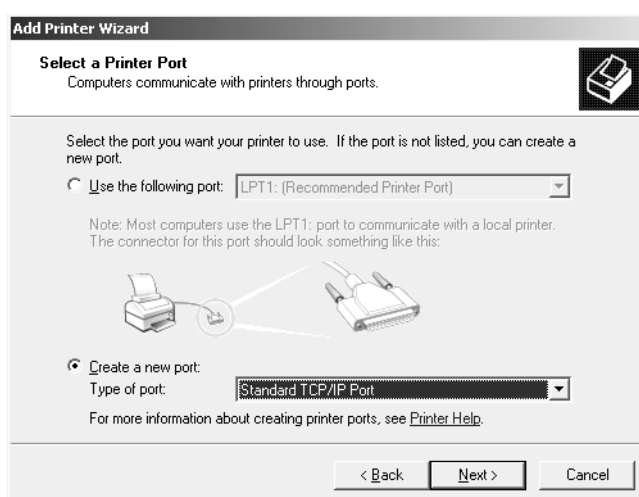 Add Printer Wizard
Select a Printer Port
Computers communicate with printers through ports.
Select the port you want your printer to use. If the port is not listed, you can create a
new port.
Use the following port: LPT1: (Recommended Printer Port)
Note: Most computers use the LPT1: port to communicate with a local printer.
The connector for this port should look something like this:
Create a new port:
Type of port: Standard TCP/IP Port
For more information about creating printer ports, see Printer Help.
< Back Next > Cancel